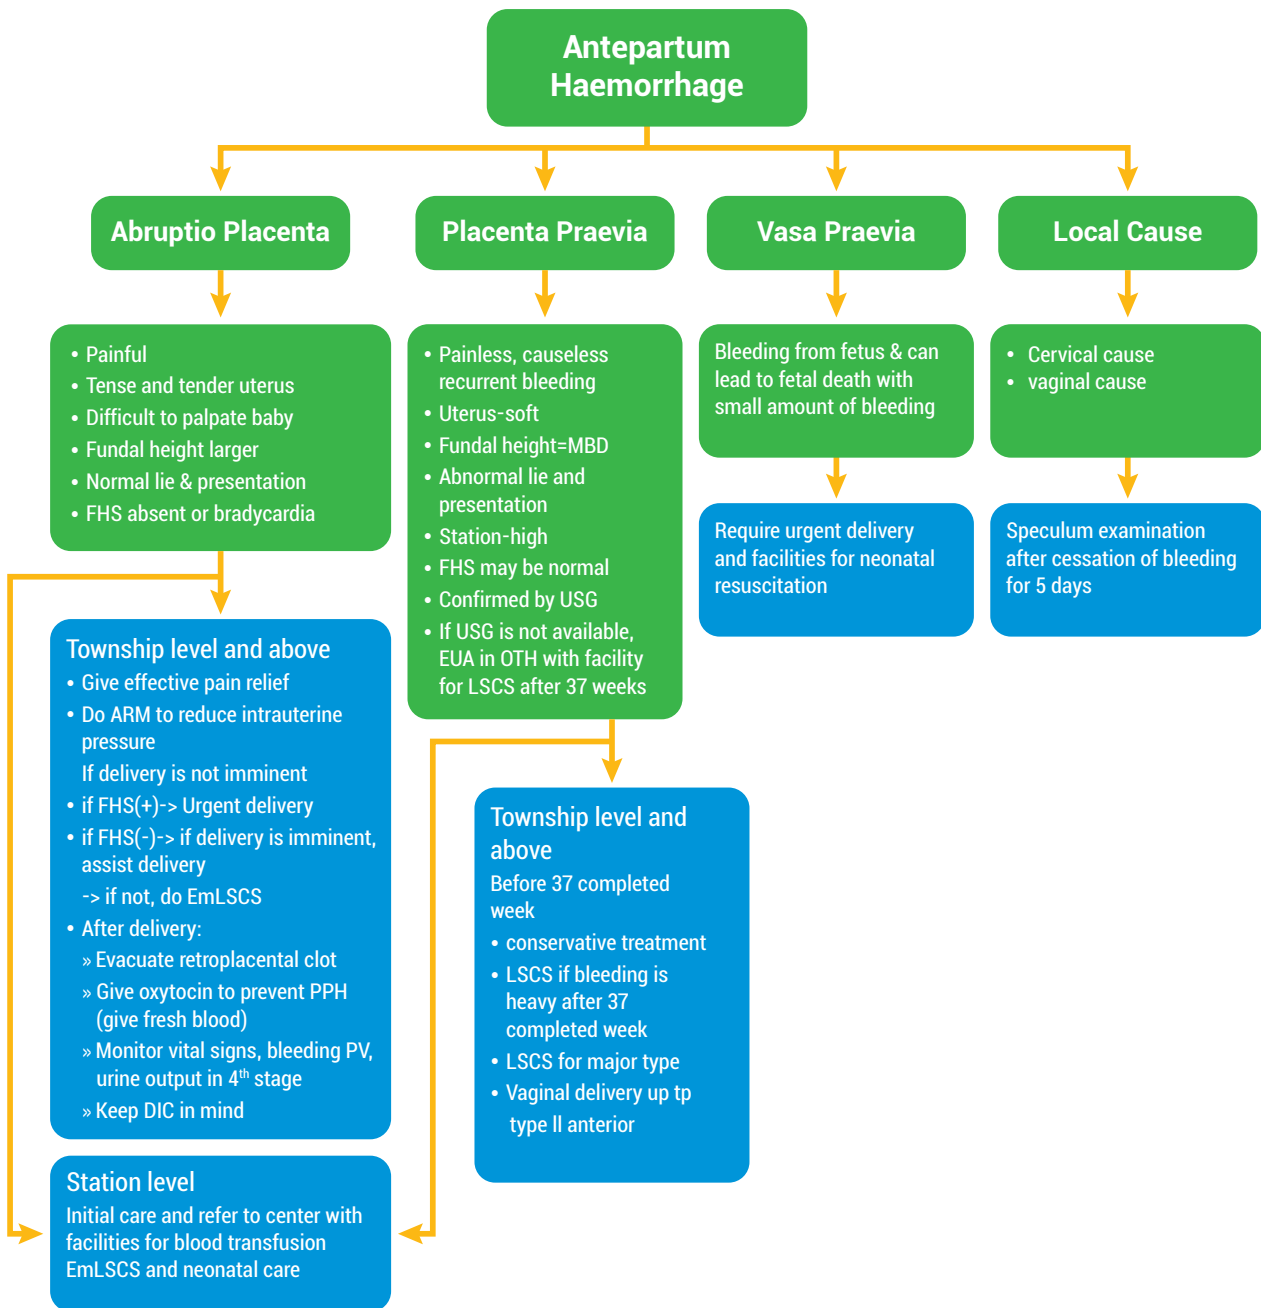 Antepartum
Haemorrhage
Abruptio Placenta
Placenta Praevia
Vasa Praevia
Local Cause
• Painful
• Tense and tender uterus
• Difficult to palpate baby
• Fundal height larger
• Normal lie & presentation
• FHS absent or bradycardia
• Painless, causeless
recurrent bleeding
• Uterus-soft
• Fundal height=MBD
• Abnormal lie and
presentation
• Station-high
• FHS may be normal
• Confirmed by USG
• If USG is not available,
EUA in OTH with facility
for LSCS after 37 weeks
Bleeding from fetus & can
lead to fetal death with
small amount of bleeding
• Cervical cause
• vaginal cause
Require urgent delivery
and facilities for neonatal
resuscitation
Speculum examination
after cessation of bleeding
for 5 days
Township level and above
• Give effective pain relief
• Do ARM to reduce intrauterine
pressure
If delivery is not imminent
• if FHS(+)-> Urgent delivery
• if FHS(-)-> if delivery is imminent,
assist delivery
-> if not, do EmLSCS
• After delivery:
» Evacuate retroplacental clot
» Give oxytocin to prevent PPH
(give fresh blood)
» Monitor vital signs, bleeding PV,
urine output in 4th stage
» Keep DIC in mind
Township level and
above
Before 37 completed
week
• conservative treatment
• LSCS if bleeding is
heavy after 37
completed week
• LSCS for major type
• Vaginal delivery up tp
type ll anterior
Station level
Initial care and refer to center with
facilities for blood transfusion
EmLSCS and neonatal care